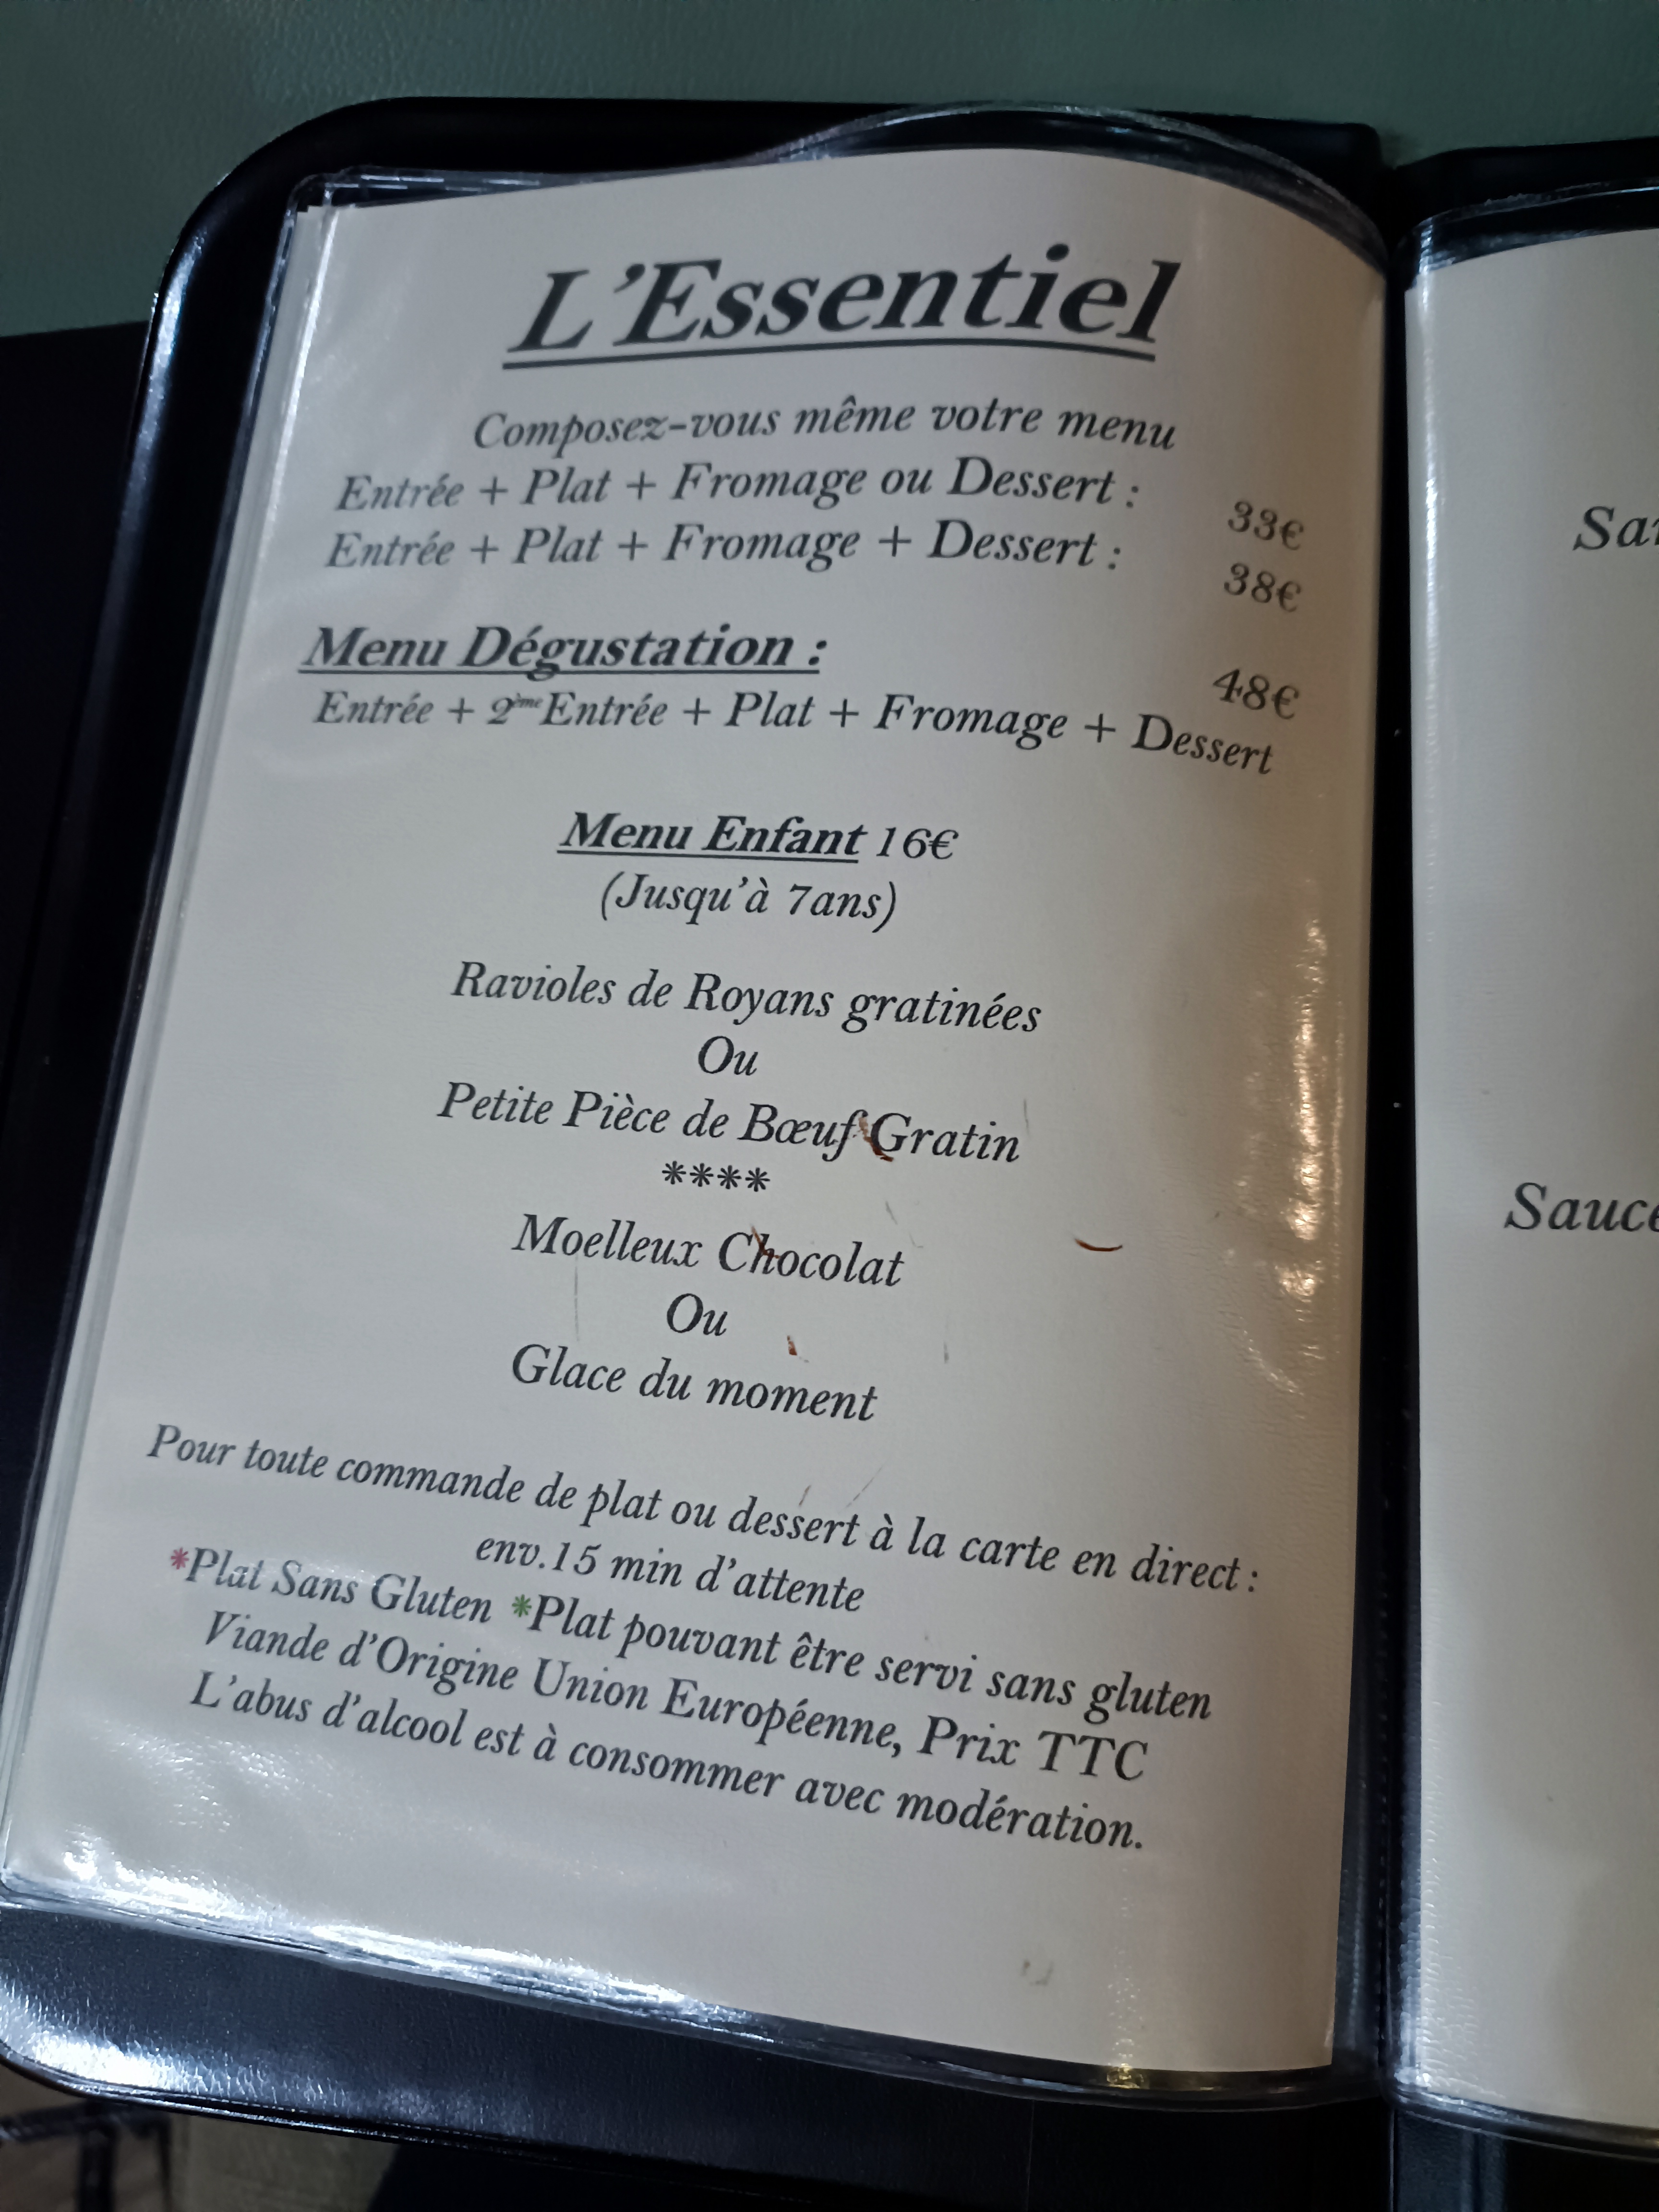 L'Essentiel
Composez-vous même votre menu
Entrée + Plat + Fromage ou Dessert : 33€
Entrée + Plat + Fromage + Dessert : 38€
Menu Dégustation : 48€
Entrée + 2ème Entrée + Plat + Fromage + Dessert
Menu Enfant 16€
(Jusqu'à 7ans)
Ravioles de Royans gratinées
Ou
Petite Pièce de Bœuf Gratin
****
Moelleux Chocolat
Ou
Glace du moment
Pour toute commande de plat ou dessert à la carte en direct :
env.15 min d'attente
*Plat Sans Gluten *Plat pouvant être servi sans gluten
Viande d'Origine Union Européenne, Prix TTC
L'abus d'alcool est à consommer avec modération.